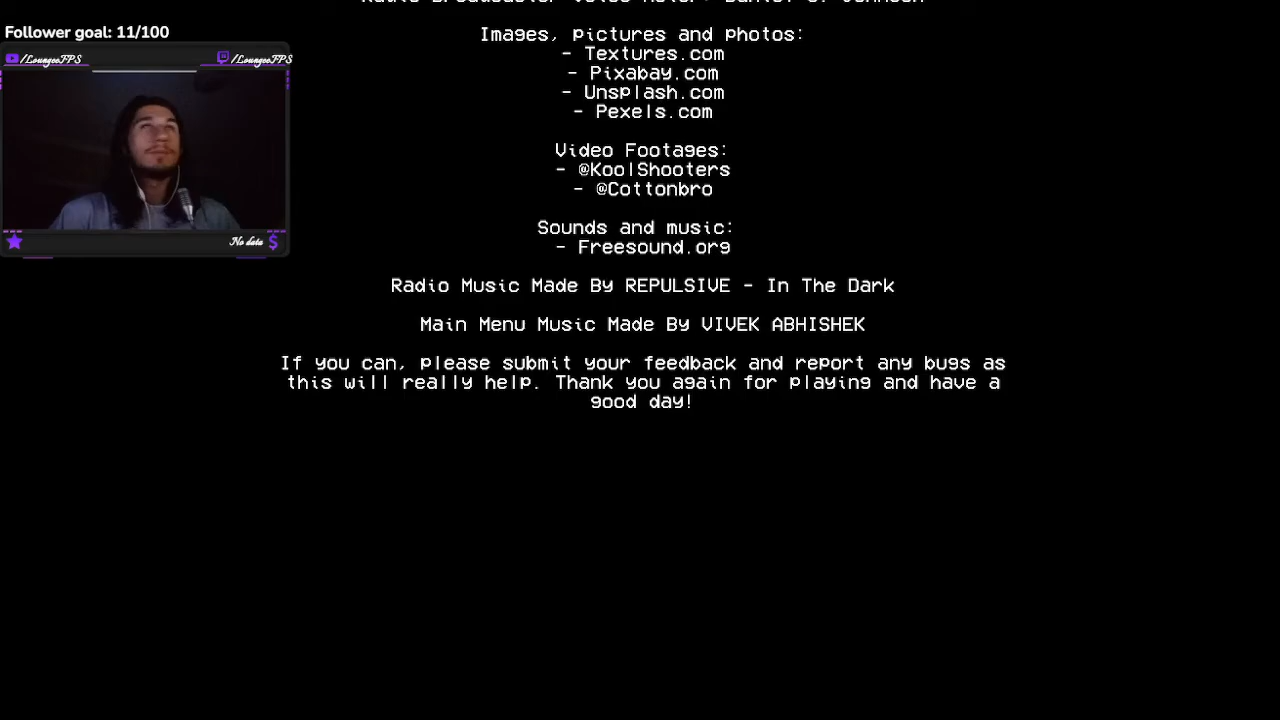 Follower goal: 11/100
/LoungeeFPS
/LoungeeFPS
No data
Images, pictures and photos:
- Textures.com
- Pixabay.com
- Unsplash.com
- Pexels.com
Video Footages:
- @KoolShooters
- @Cottonbro
Sounds and music:
- Freesound.org
Radio Music Made By REPULSIVE - In The Dark
Main Menu Music Made By VIVEK ABHISHEK
If you can, please submit your feedback and report any bugs as
this will really help. Thank you again for playing and have a
good day!